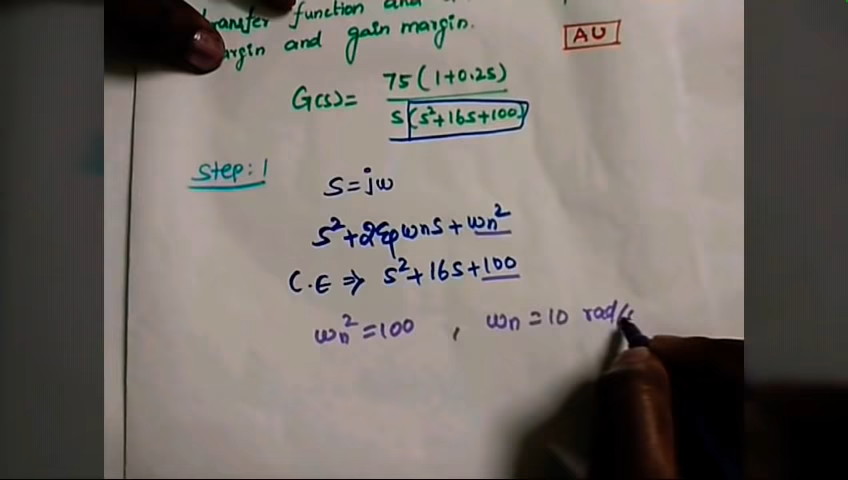 transfer function and
margin and gain margin.
AU
G(s) = 75(1+0.2s)
s(s²+16s+100)
Step: 1
S = jω
s²+2ξωns+ωn²
C.E ⇒ s²+16s+100
ωn² = 100 , ωn = 10 rad/